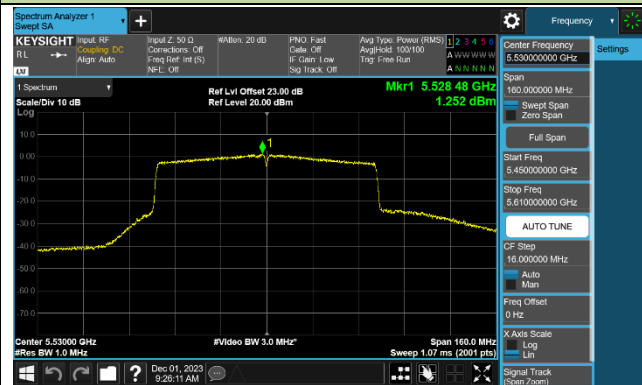 Spectrum Analyzer 1
Swept SA
Frequency
KEYSIGHT
RL
LXI
Input: RF
Coupling: DC
Align: Auto
Input Z: 50 Ω
Corrections: Off
Freq Ref: Int (S)
NFE: Off
#Atten: 20 dB
PNO: Fast
Gate: Off
IF Gain: Low
Sig Track: Off
Avg Type: Power (RMS)
Avg|Hold: 100/100
Trig: Free Run
1 2 3 4 5 6
A W W W W W
A N N N N N
1 Spectrum
Scale/Div 10 dB
Log
Ref Lvl Offset 23.00 dB
Ref Level 20.00 dBm
Mkr1 5.528 48 GHz
1.252 dBm
10.0
0.00
-10.0
-20.0
-30.0
-40.0
-50.0
-60.0
-70.0
1
Center 5.53000 GHz
#Res BW 1.0 MHz
#Video BW 3.0 MHz*
Span 160.0 MHz
Sweep 1.07 ms (2001 pts)
Center Frequency
5.530000000 GHz
Settings
Span
160.000000 MHz
Swept Span
Zero Span
Full Span
Start Freq
5.450000000 GHz
Stop Freq
5.610000000 GHz
AUTO TUNE
CF Step
16.000000 MHz
Auto
Man
Freq Offset
0 Hz
X Axis Scale
Log
Lin
Signal Track
(Span Zoom)
?
Dec 01, 2023
9:26:11 AM